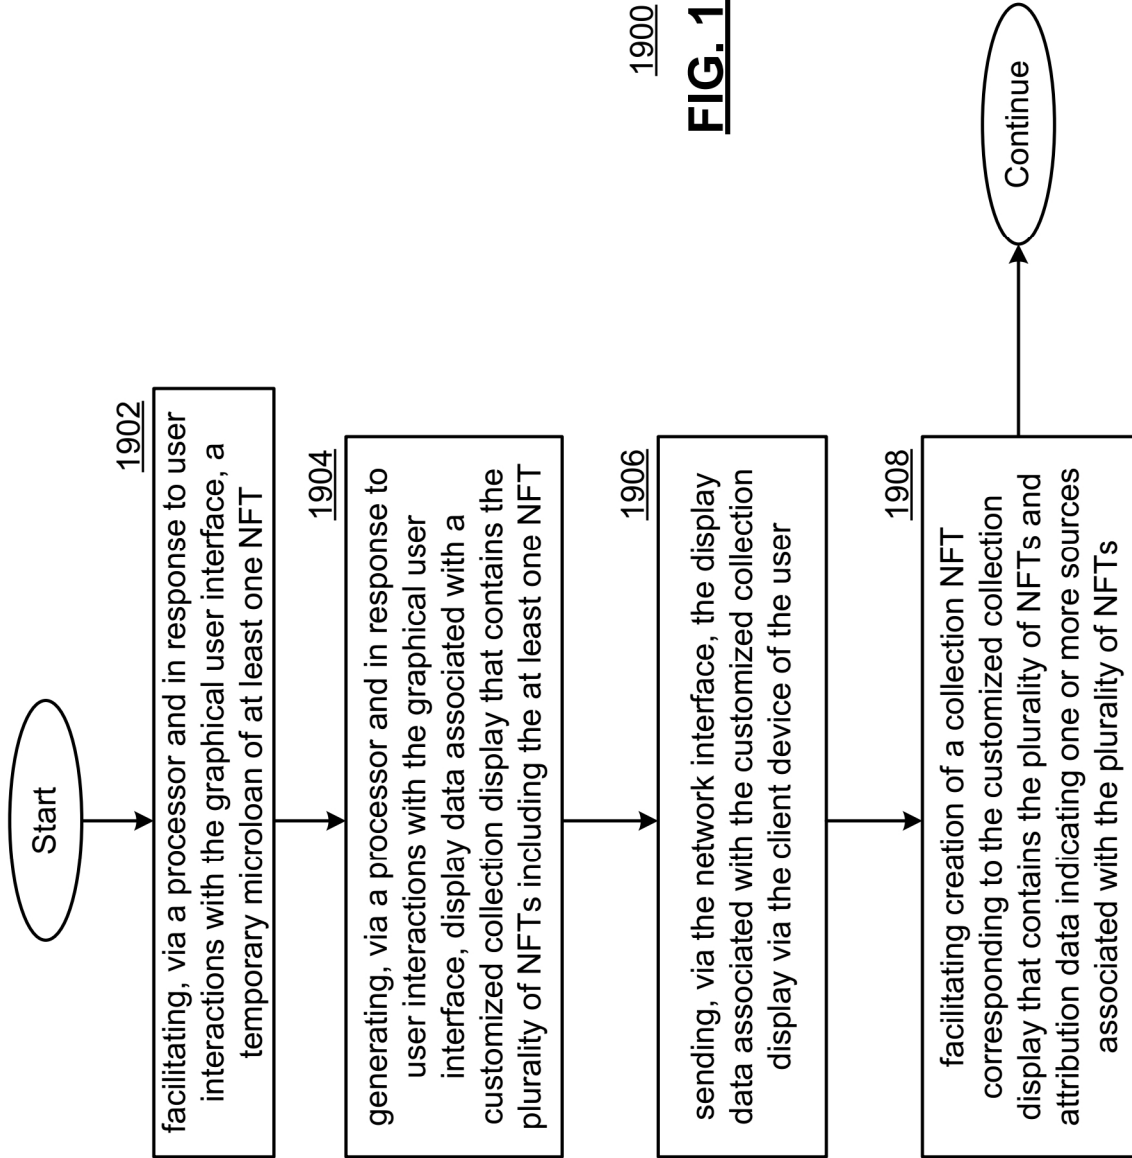 Start
1902
facilitating, via a processor and in response to user
interactions with the graphical user interface, a
temporary microloan of at least one NFT
1904
generating, via a processor and in response to
user interactions with the graphical user
interface, display data associated with a
customized collection display that contains the
plurality of NFTs including the at least one NFT
1906
sending, via the network interface, the display
data associated with the customized collection
display via the client device of the user
1908
facilitating creation of a collection NFT
corresponding to the customized collection
display that contains the plurality of NFTs and
attribution data indicating one or more sources
associated with the plurality of NFTs
Continue
1900
FIG. 1